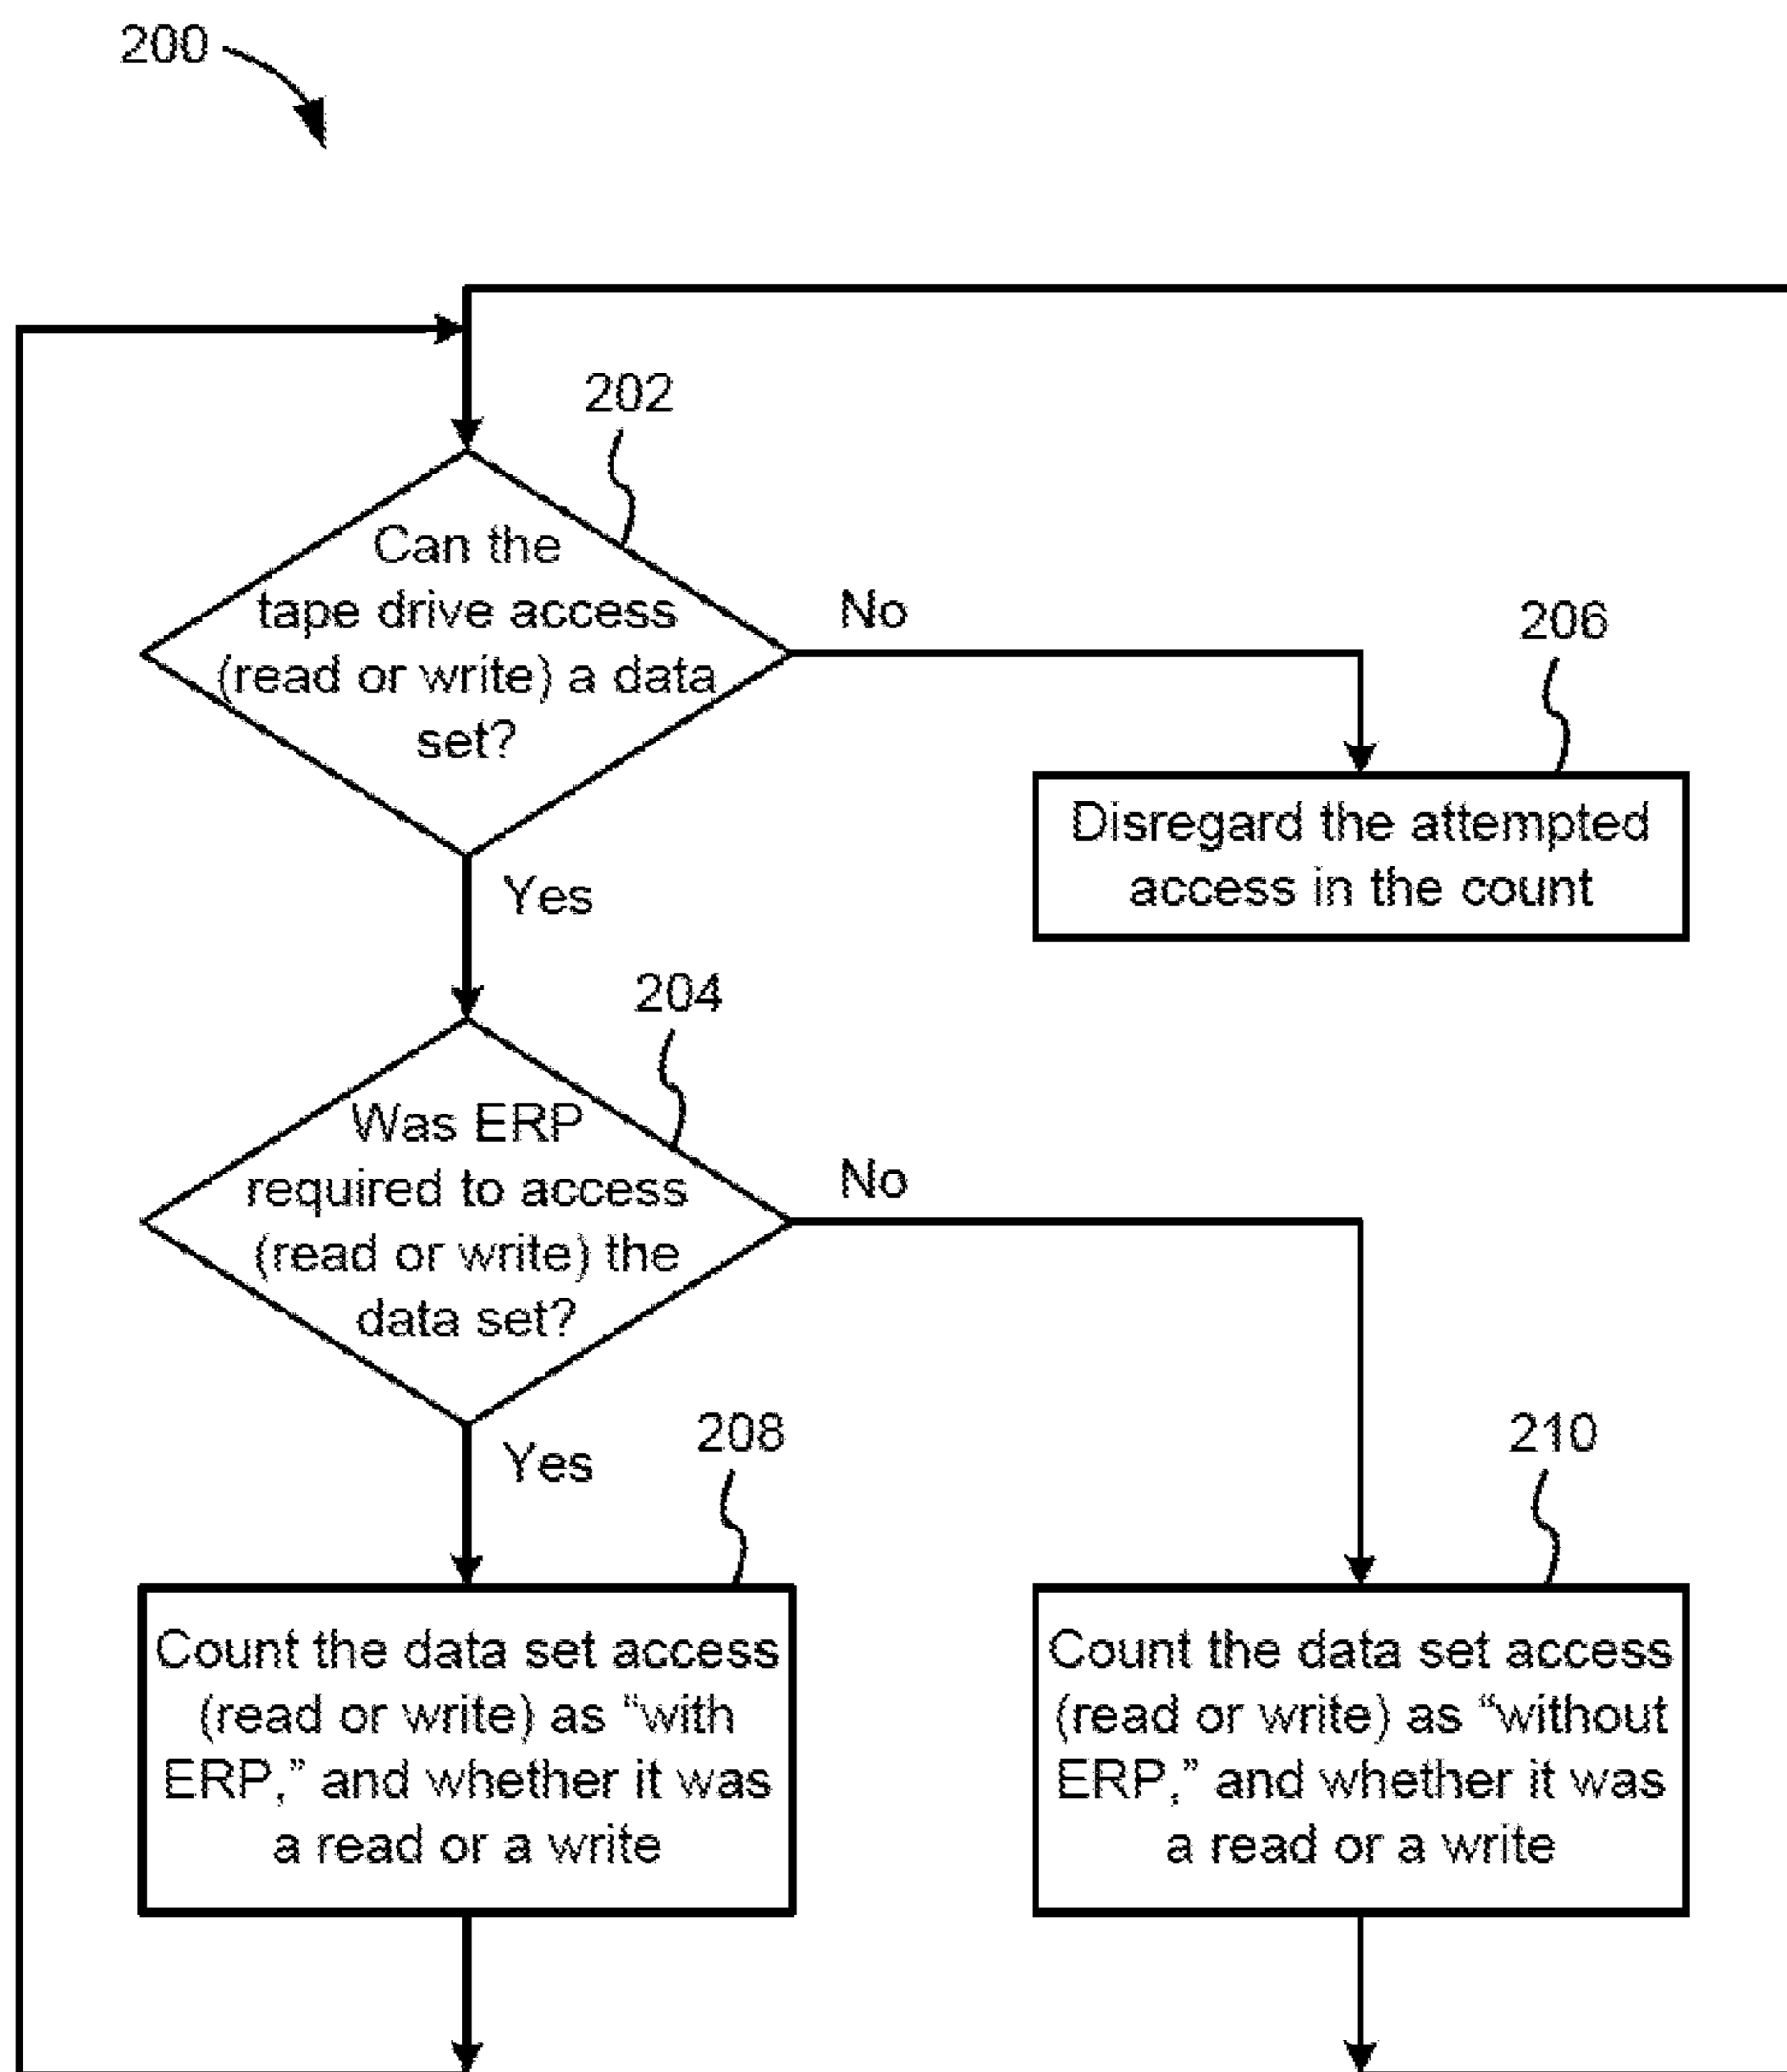 200
202
Can the
tape drive access
(read or write) a data
set?
No
206
Disregard the attempted
access in the count
Yes
204
Was ERP
required to access
(read or write) the
data set?
No
Yes
208
Count the data set access
(read or write) as “with
ERP,” and whether it was
a read or a write
210
Count the data set access
(read or write) as “without
ERP,” and whether it was
a read or a write